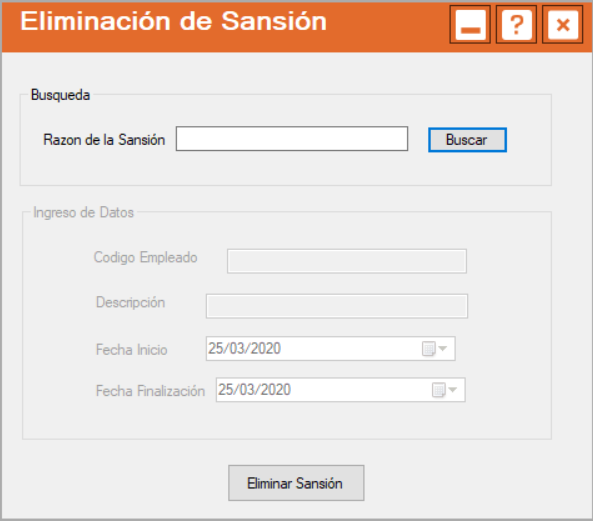 Eliminación de Sansión
?
Busqueda
Razon de la Sansión
Buscar
Ingreso de Datos
Codigo Empleado
Descripción
Fecha Inicio 25/03/2020
Fecha Finalización 25/03/2020
Eliminar Sansión